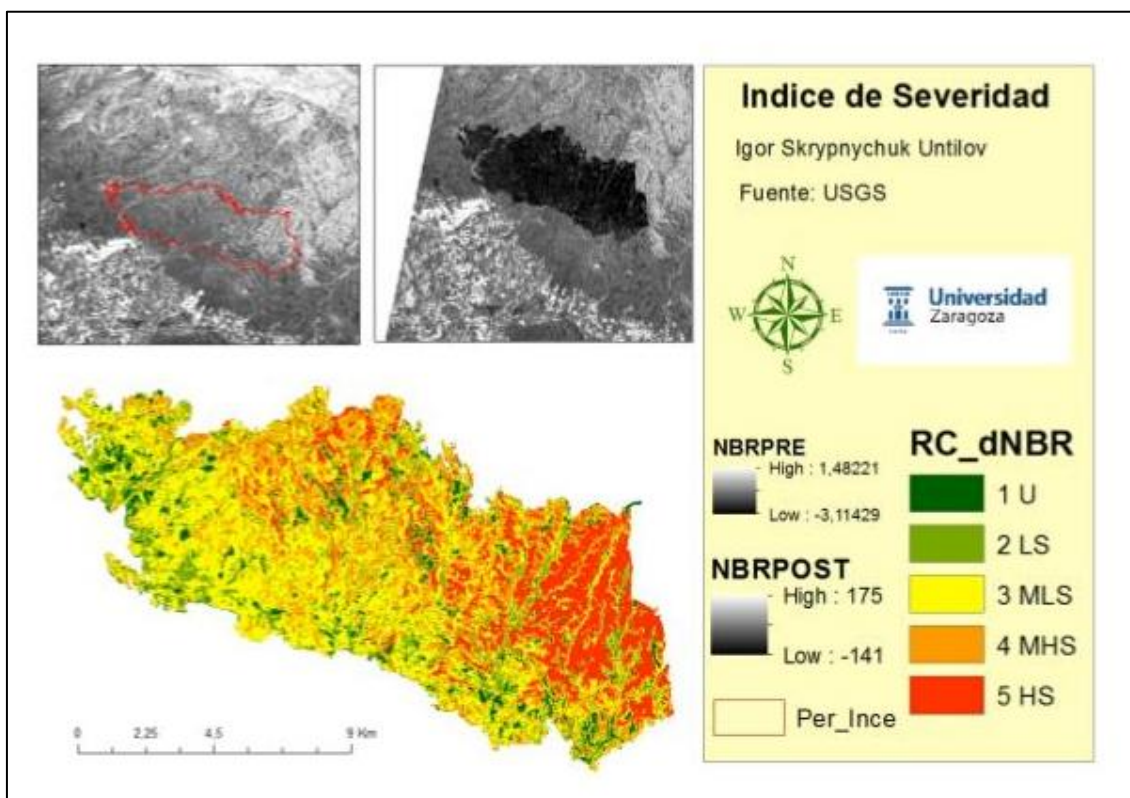 Indice de Severidad
Igor Skrypnychuk Untilov
Fuente: USGS
N
W E
S
Universidad
Zaragoza
NBRPRE
High : 1,48221
Low : -3,11429
NBRPOST
High : 175
Low : -141
Per_Ince
RC_dNBR
1 U
2 LS
3 MLS
4 MHS
5 HS
0 2.25 4.5 9 Km